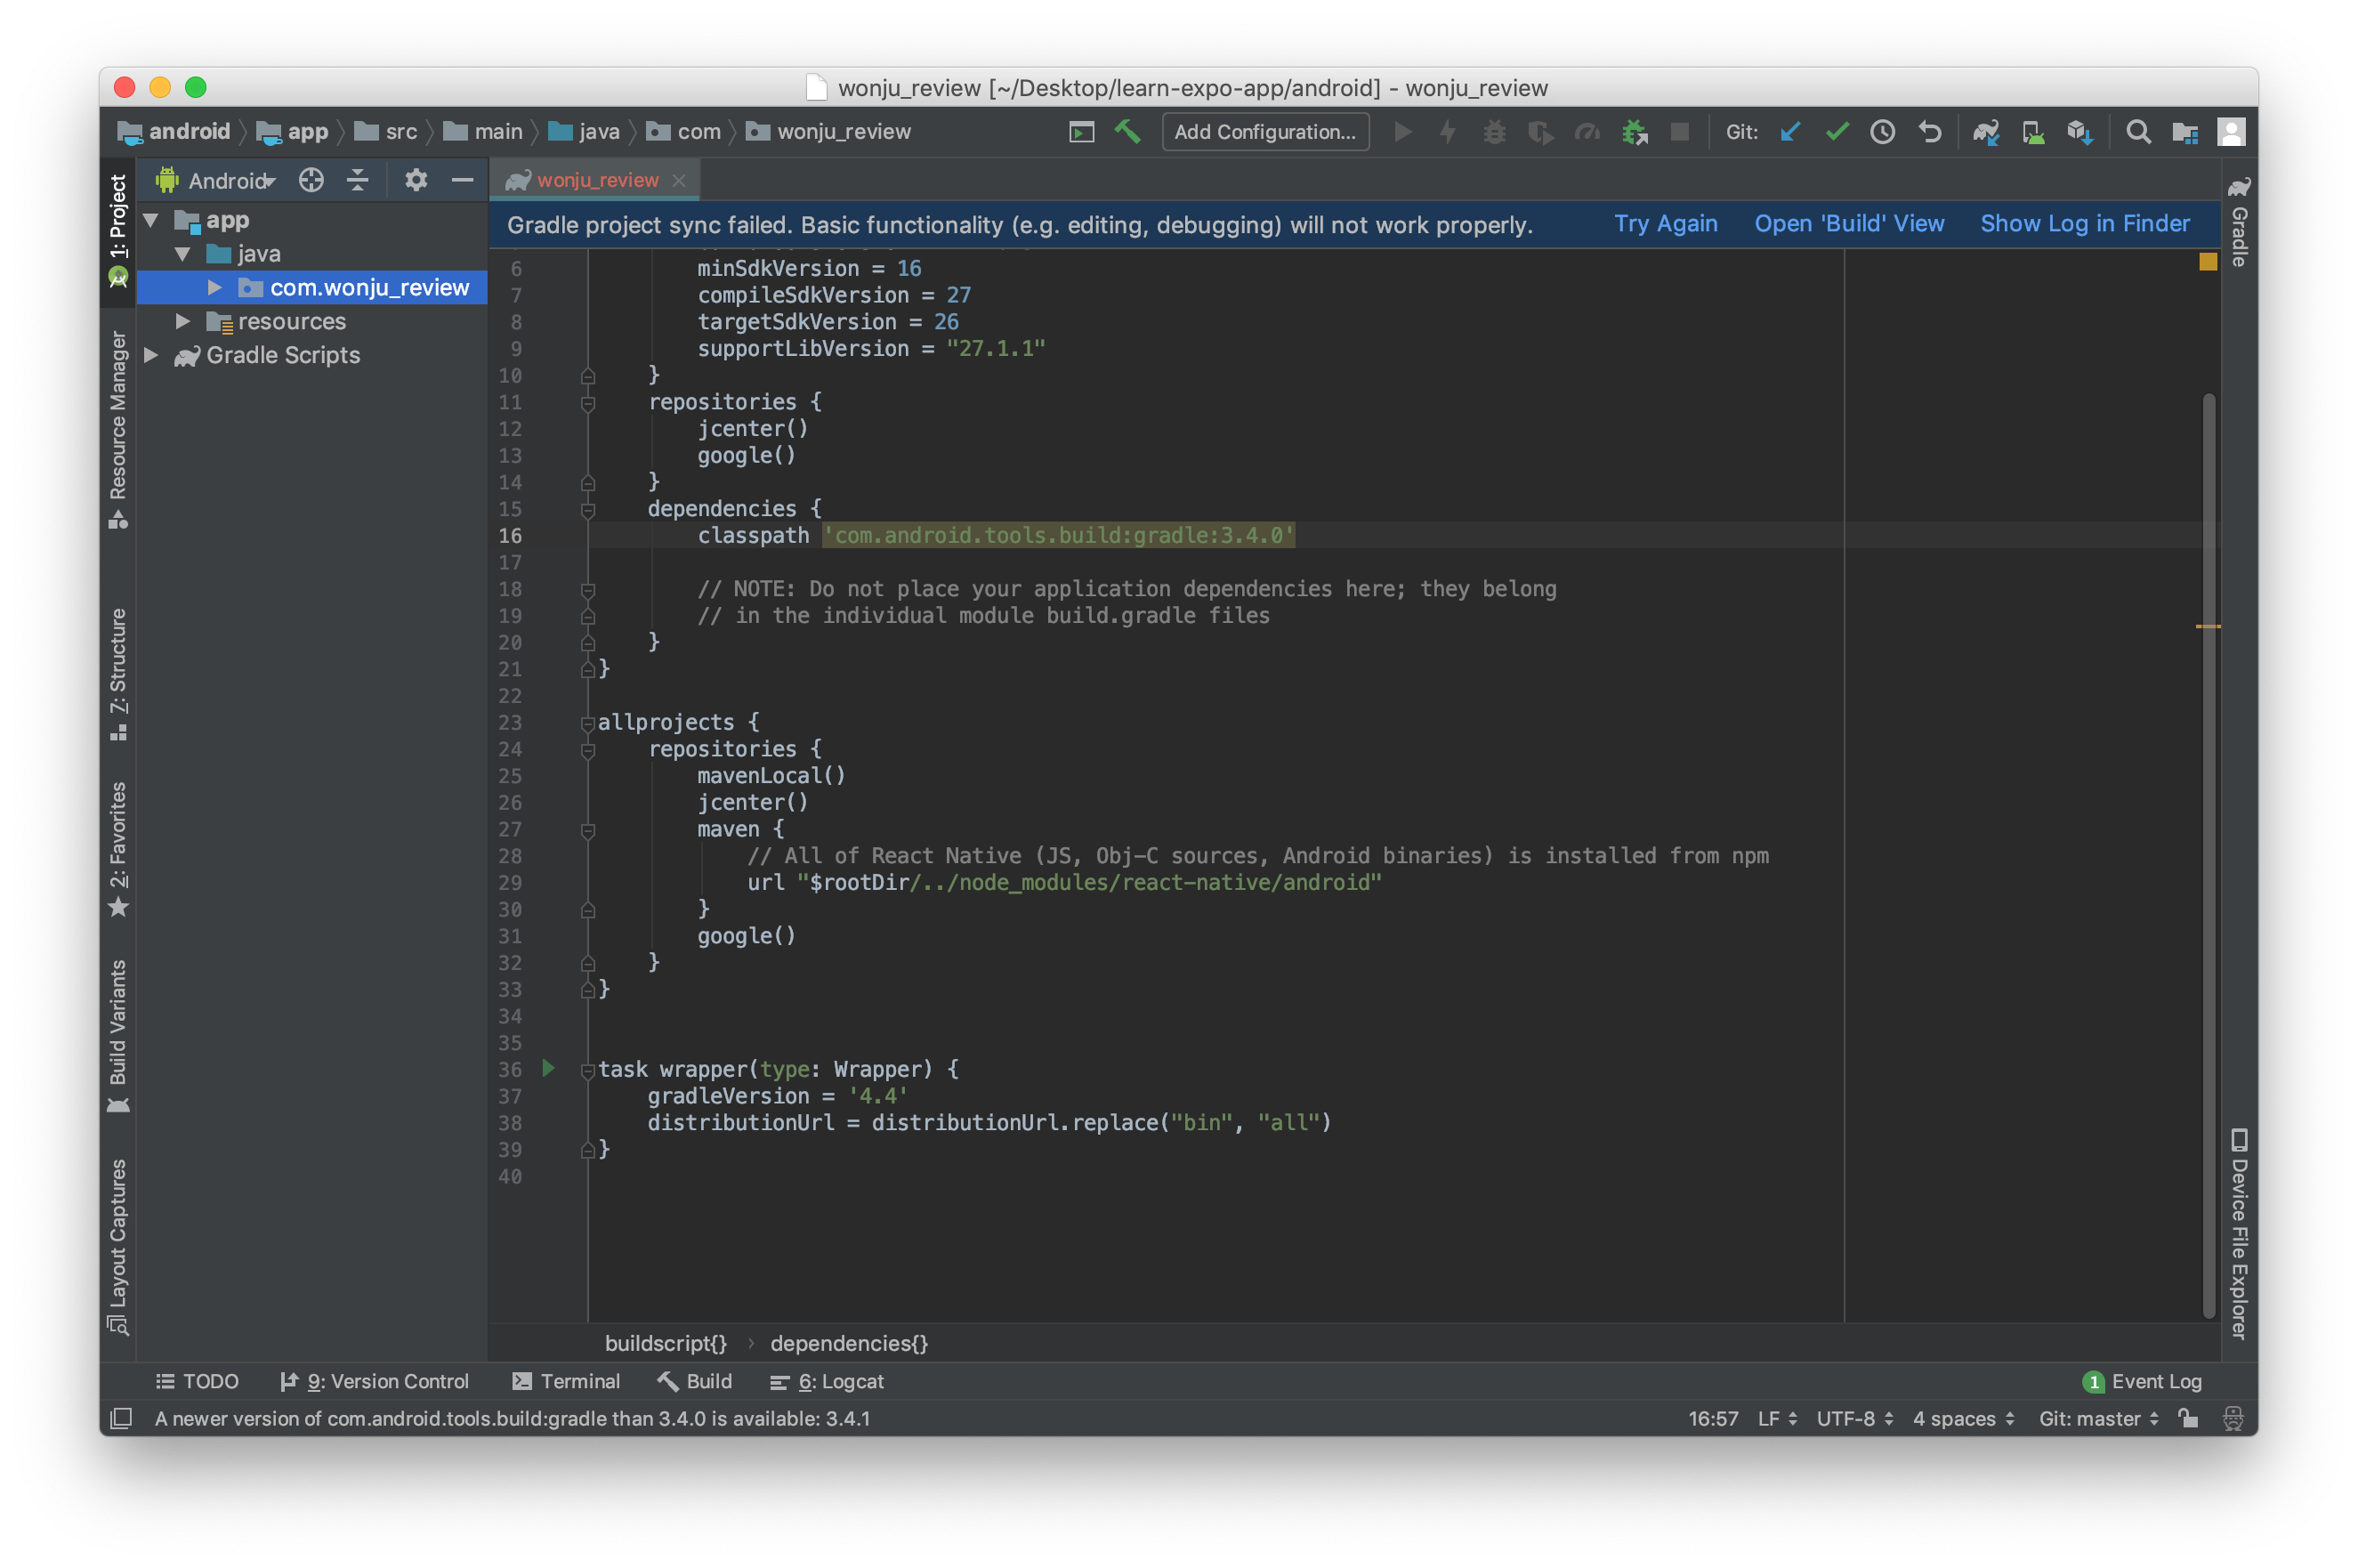 wonju_review [~/Desktop/learn-expo-app/android] - wonju_review
android app src main java com wonju_review
Add Configuration...
Git:
1: Project
Resource Manager
7: Structure
2: Favorites
Build Variants
Layout Captures
Android
app
java
com.wonju_review
resources
Gradle Scripts
wonju_review
Gradle project sync failed. Basic functionality (e.g. editing, debugging) will not work properly.
Try Again Open 'Build' View Show Log in Finder
6 minSdkVersion = 16
7 compileSdkVersion = 27
8 targetSdkVersion = 26
9 supportLibVersion = "27.1.1"
10 }
11 repositories {
12 jcenter()
13 google()
14 }
15 dependencies {
16 classpath 'com.android.tools.build:gradle:3.4.0'
17
18 // NOTE: Do not place your application dependencies here; they belong
19 // in the individual module build.gradle files
20 }
21 }
22
23 allprojects {
24 repositories {
25 mavenLocal()
26 jcenter()
27 maven {
28 // All of React Native (JS, Obj-C sources, Android binaries) is installed from npm
29 url "$rootDir/../node_modules/react-native/android"
30 }
31 google()
32 }
33 }
34
35
36 task wrapper(type: Wrapper) {
37 gradleVersion = '4.4'
38 distributionUrl = distributionUrl.replace("bin", "all")
39 }
40
buildscript{} › dependencies{}
Gradle
Device File Explorer
TODO 9: Version Control Terminal Build 6: Logcat
1 Event Log
A newer version of com.android.tools.build:gradle than 3.4.0 is available: 3.4.1
16:57 LF UTF-8 4 spaces Git: master